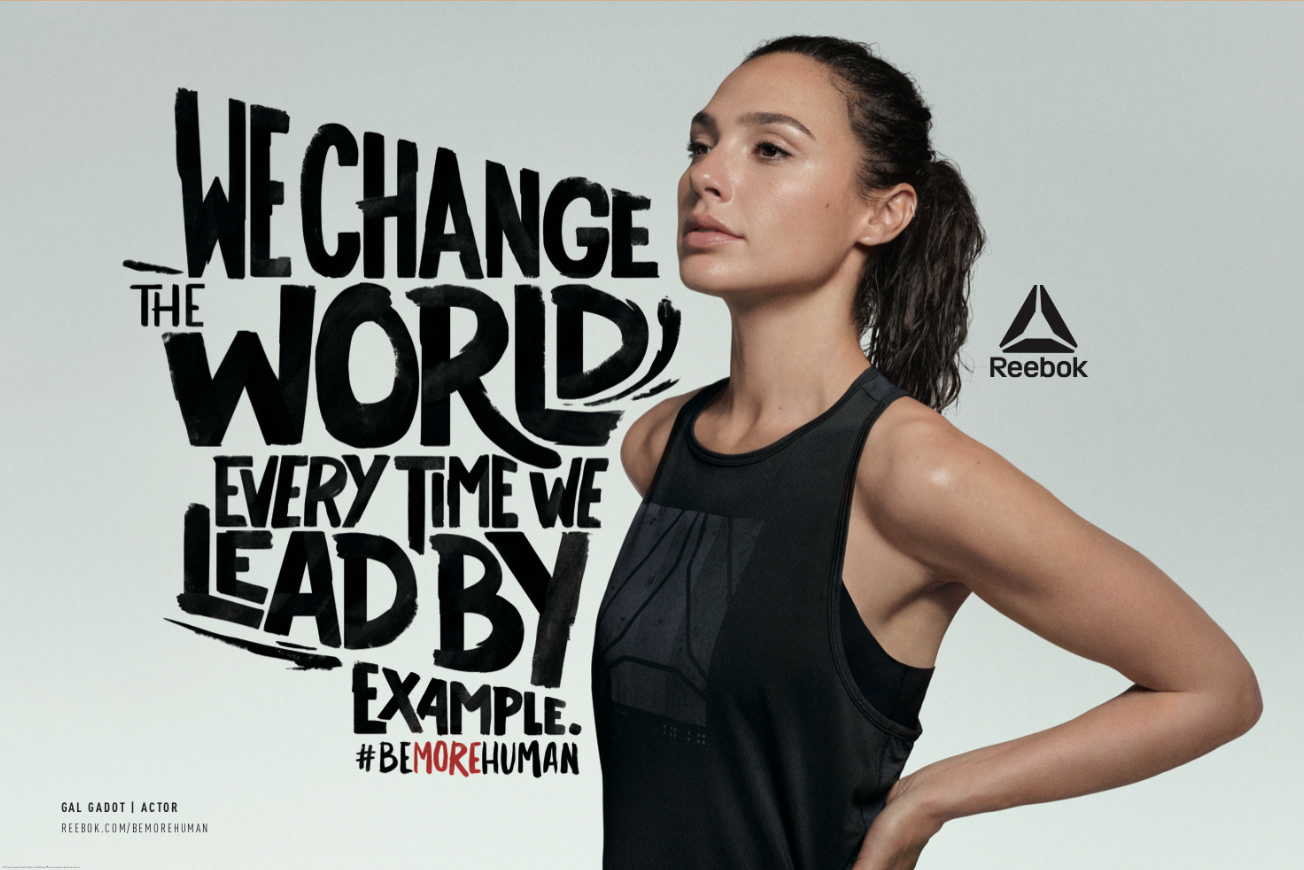 WE CHANGE
THE WORLD
EVERY TIME WE
LEAD BY
EXAMPLE.
#BEMOREHUMAN
Reebok
GAL GADOT | ACTOR
REEBOK.COM/BEMOREHUMAN